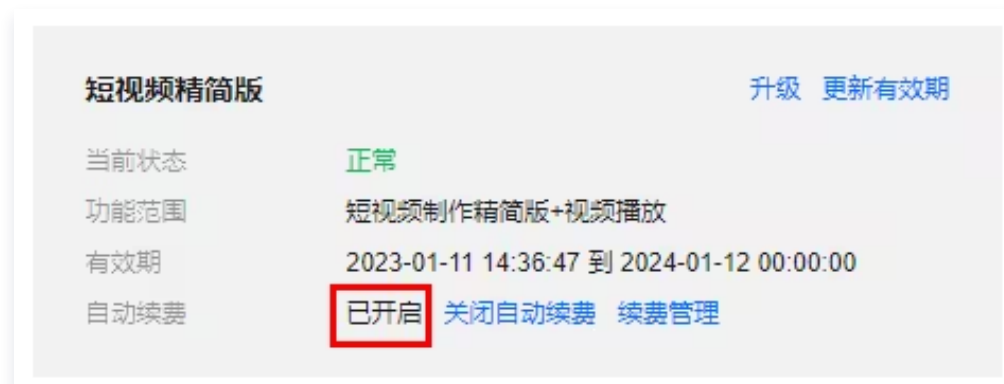 短视频精简版 升级 更新有效期
当前状态 正常
功能范围 短视频制作精简版+视频播放
有效期 2023-01-11 14:36:47 到 2024-01-12 00:00:00
自动续费 已开启 关闭自动续费 续费管理